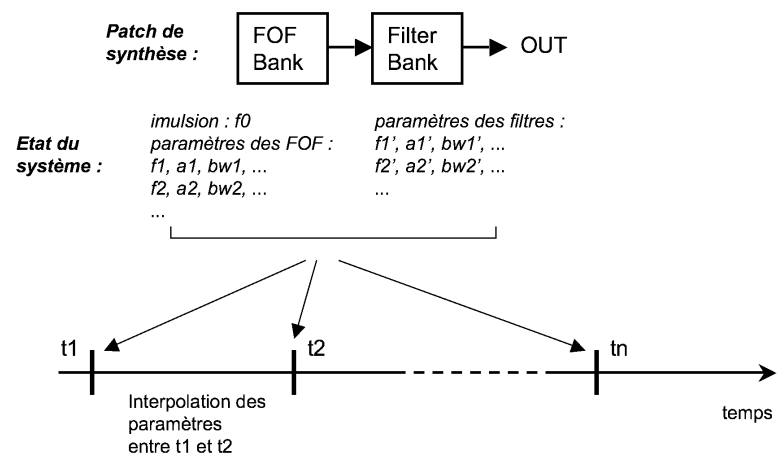 Patch de
synthèse :
FOF
Bank
Filter
Bank
OUT
Etat du
système :
imulsion : f0
paramètres des FOF :
f1, a1, bw1, ...
f2, a2, bw2, ...
...
paramètres des filtres :
f1’, a1’, bw1’, ...
f2’, a2’, bw2’, ...
...
t1
t2
tn
Interpolation des
paramètres
entre t1 et t2
temps